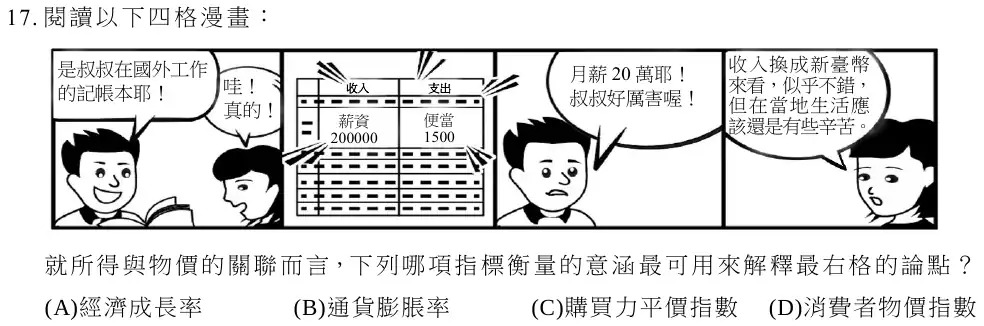 17. 閱讀以下四格漫畫：
是叔叔在國外工作
的記帳本耶！
哇！
真的！
收入 支出
薪資 便當
200000 1500
月薪 20 萬耶！
叔叔好厲害喔！
收入換成新臺幣
來看，似乎不錯，
但在當地生活應
該還是有些辛苦。
就所得與物價的關聯而言，下列哪項指標衡量的意涵最可用來解釋最右格的論點？
(A)經濟成長率 (B)通貨膨脹率 (C)購買力平價指數 (D)消費者物價指數